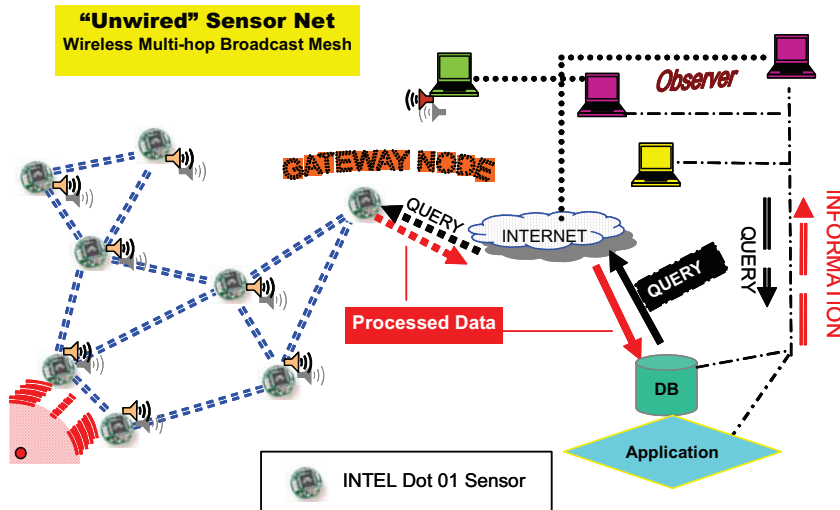 “Unwired” Sensor Net
Wireless Multi-hop Broadcast Mesh
Observer
GATEWAY NODE
QUERY
INTERNET
QUERY
QUERY
INFORMATION
Processed Data
DB
Application
INTEL Dot 01 Sensor